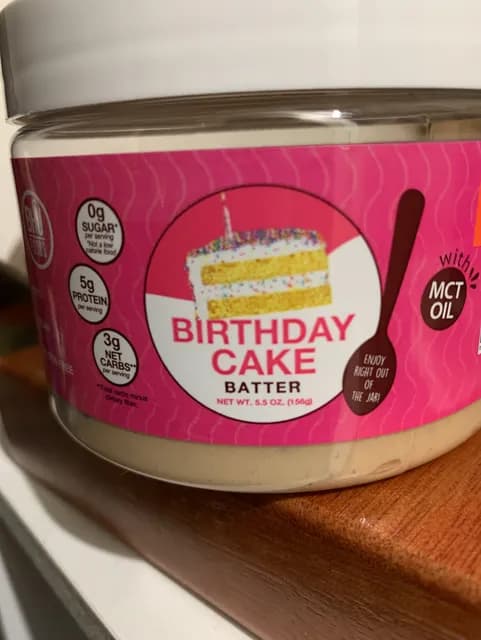 0g
SUGAR*
per serving
*Not a low
calorie food
5g
PROTEIN
per serving
3g
NET
CARBS**
per serving
BIRTHDAY
CAKE
BATTER
NET WT. 5.5 OZ. (156g)
ENJOY
RIGHT OUT
OF
THE JAR!
with
MCT
OIL